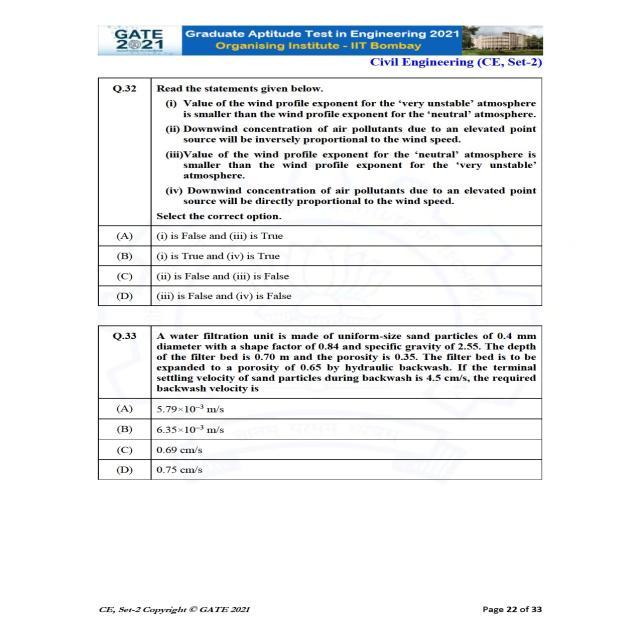 GATE
2021
Graduate Aptitude Test in Engineering 2021
Organising Institute - IIT Bombay
Civil Engineering (CE, Set-2)
Q.32 Read the statements given below.
(i) Value of the wind profile exponent for the ‘very unstable’ atmosphere
is smaller than the wind profile exponent for the ‘neutral’ atmosphere.
(ii) Downwind concentration of air pollutants due to an elevated point
source will be inversely proportional to the wind speed.
(iii)Value of the wind profile exponent for the ‘neutral’ atmosphere is
smaller than the wind profile exponent for the ‘very unstable’
atmosphere.
(iv) Downwind concentration of air pollutants due to an elevated point
source will be directly proportional to the wind speed.
Select the correct option.
(A) (i) is False and (iii) is True
(B) (i) is True and (iv) is True
(C) (ii) is False and (iii) is False
(D) (iii) is False and (iv) is False
Q.33 A water filtration unit is made of uniform-size sand particles of 0.4 mm
diameter with a shape factor of 0.84 and specific gravity of 2.55. The depth
of the filter bed is 0.70 m and the porosity is 0.35. The filter bed is to be
expanded to a porosity of 0.65 by hydraulic backwash. If the terminal
settling velocity of sand particles during backwash is 4.5 cm/s, the required
backwash velocity is
(A) 5.79×10⁻³ m/s
(B) 6.35×10⁻³ m/s
(C) 0.69 cm/s
(D) 0.75 cm/s
CE, Set-2 Copyright © GATE 2021 Page 22 of 33